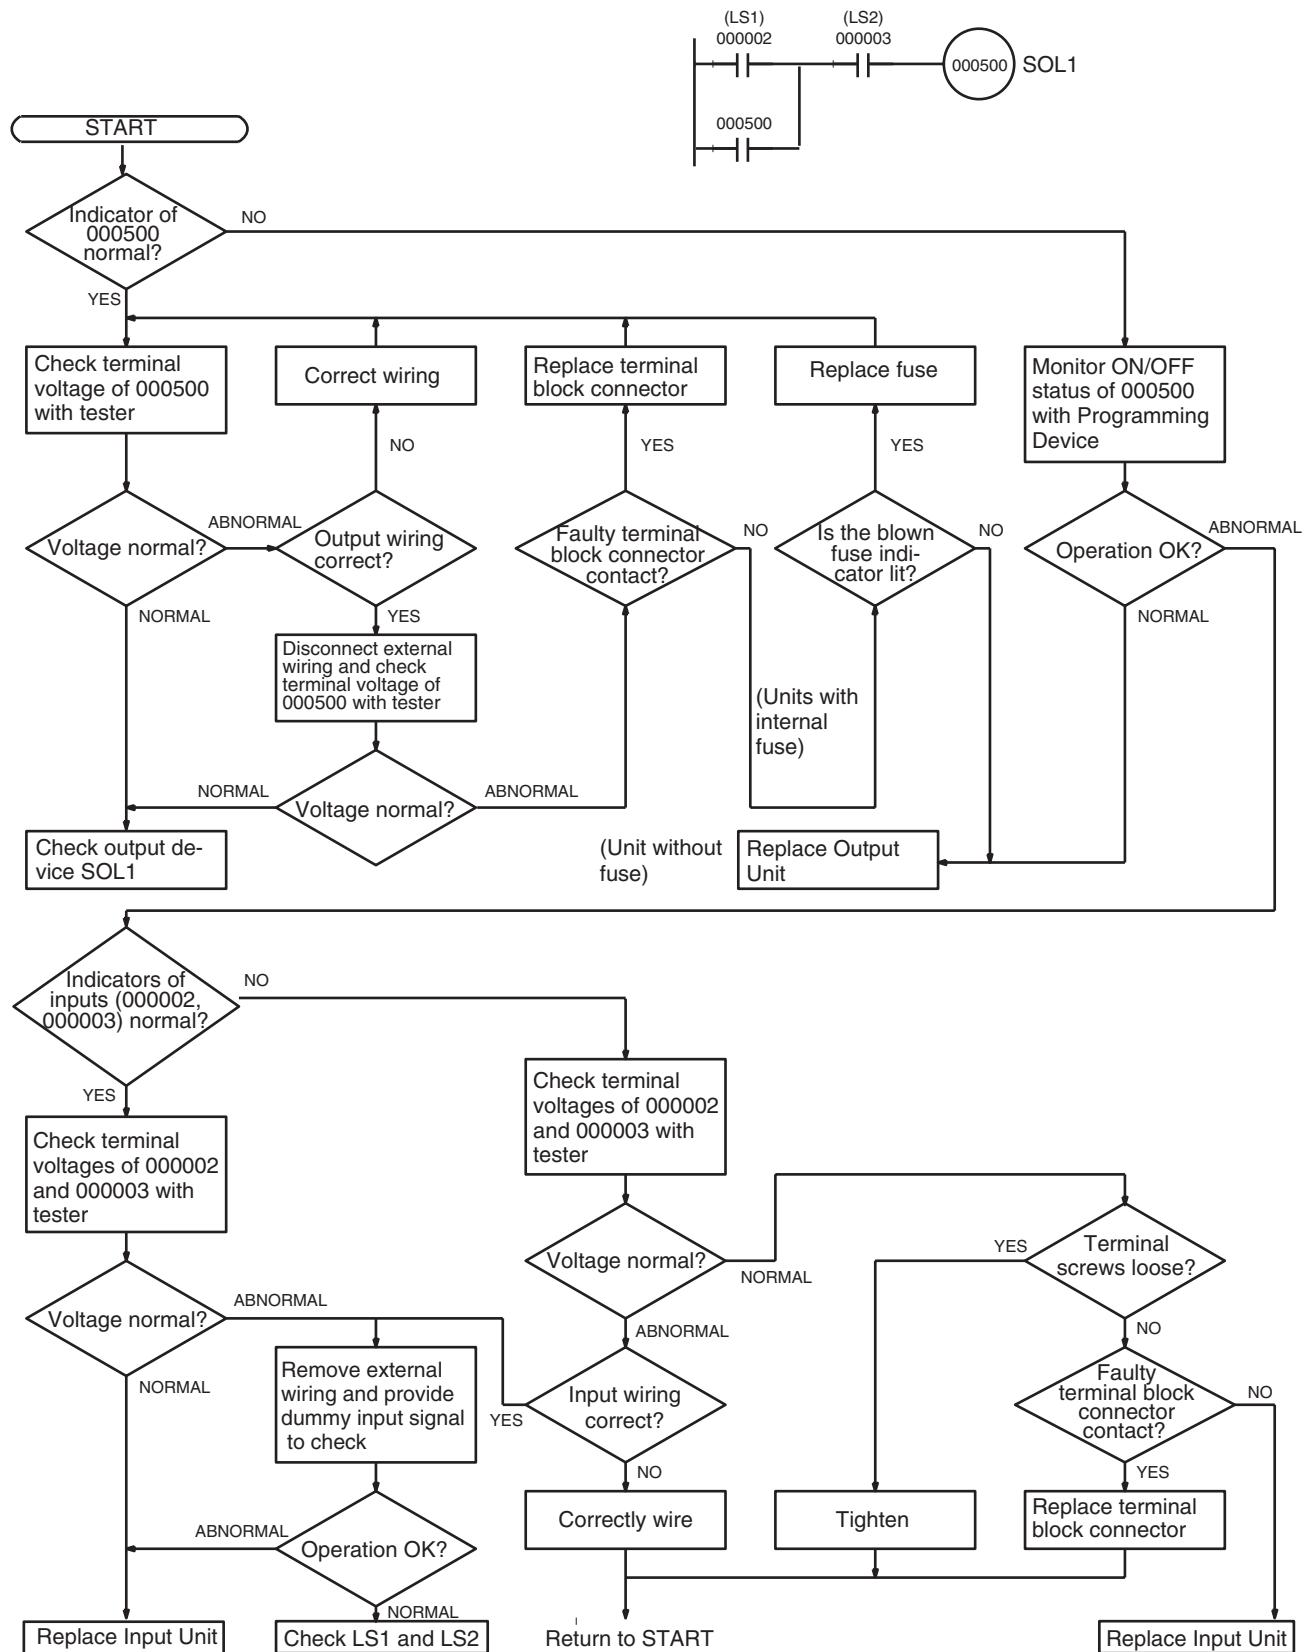 (LS1)
000002
(LS2)
000003
000500
SOL1
000500
START
Indicator of
000500
normal?
NO
YES
Check terminal
voltage of 000500
with tester
Correct wiring
Replace terminal
block connector
Replace fuse
Monitor ON/OFF
status of 000500
with Programming
Device
NO
YES
YES
Voltage normal?
ABNORMAL
Output wiring
correct?
Faulty terminal
block connector
contact?
NO
Is the blown
fuse indi-
cator lit?
NO
Operation OK?
ABNORMAL
NORMAL
YES
NORMAL
Disconnect external
wiring and check
terminal voltage of
000500 with tester
(Units with
internal
fuse)
NORMAL
Voltage normal?
ABNORMAL
Check output de-
vice SOL1
(Unit without
fuse)
Replace Output
Unit
Indicators of
inputs (000002,
000003) normal?
NO
YES
Check terminal
voltages of 000002
and 000003 with
tester
Check terminal
voltages of 000002
and 000003 with
tester
Voltage normal?
NORMAL
YES
Terminal
screws loose?
Voltage normal?
ABNORMAL
NORMAL
ABNORMAL
NO
Remove external
wiring and provide
dummy input signal
to check
YES
Input wiring
correct?
Faulty
terminal block
connector
contact?
NO
NO
YES
Correctly wire
Tighten
Replace terminal
block connector
ABNORMAL
Operation OK?
NORMAL
Replace Input Unit
Check LS1 and LS2
Return to START
Replace Input Unit